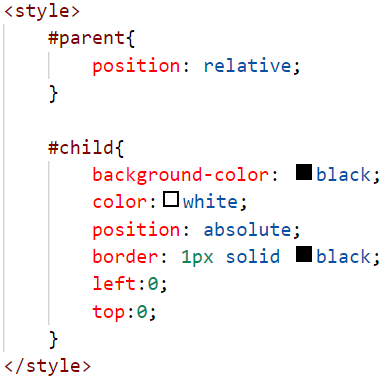 <style>
#parent{
position: relative;
}
#child{
background-color: black;
color: white;
position: absolute;
border: 1px solid black;
left:0;
top:0;
}
</style>